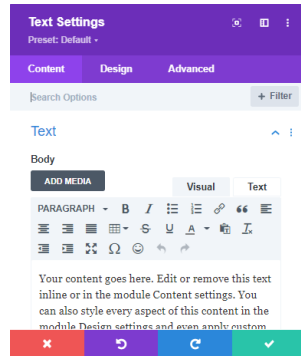 Text Settings
Preset: Default
Content Design Advanced
Search Options + Filter
Text
Body
ADD MEDIA
Visual Text
PARAGRAPH B I
S U A
Your content goes here. Edit or remove this text
inline or in the module Content settings. You
can also style every aspect of this content in the
module Design settings and even apply custom